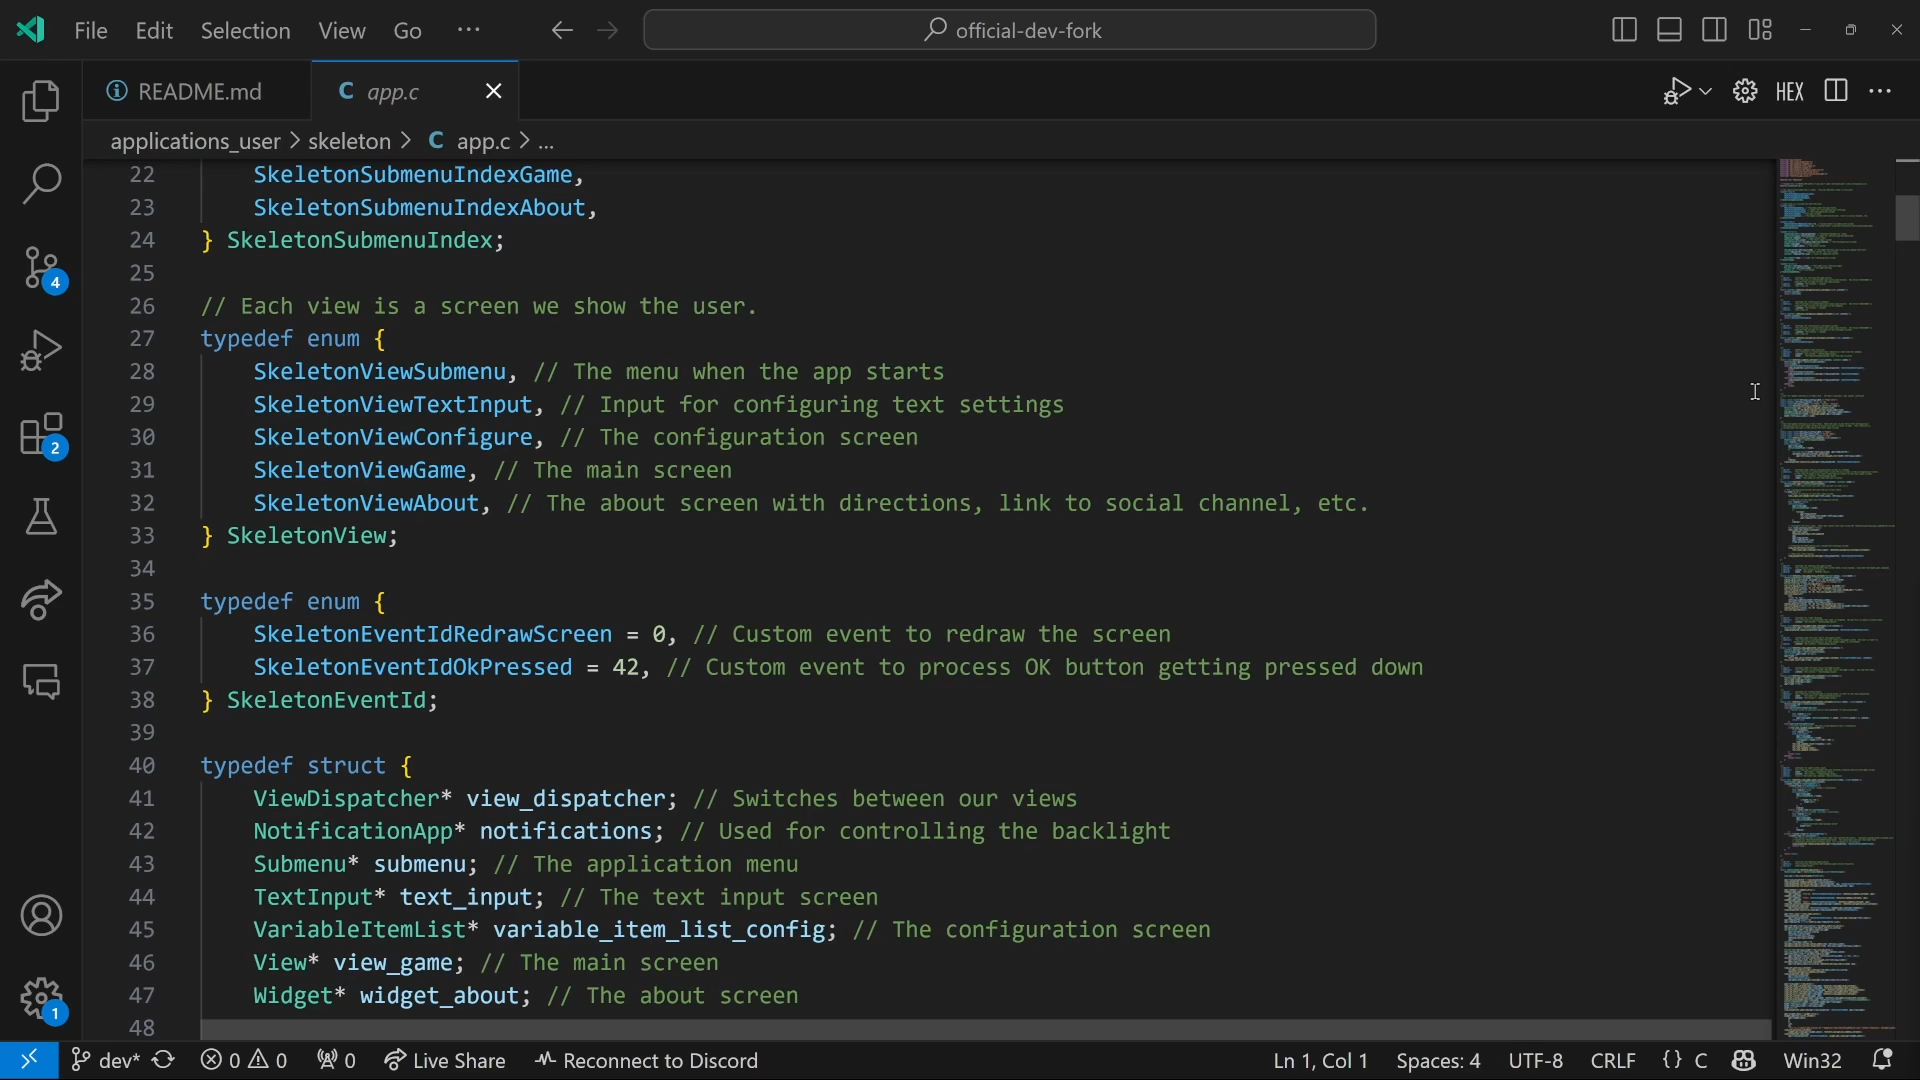 File Edit Selection View Go ··· official-dev-fork
README.md C app.c HEX
applications_user > skeleton > C app.c > ...
22 SkeletonSubmenuIndexGame,
23 SkeletonSubmenuIndexAbout,
24 } SkeletonSubmenuIndex;
25
26 // Each view is a screen we show the user.
27 typedef enum {
28 SkeletonViewSubmenu, // The menu when the app starts
29 SkeletonViewTextInput, // Input for configuring text settings
30 SkeletonViewConfigure, // The configuration screen
31 SkeletonViewGame, // The main screen
32 SkeletonViewAbout, // The about screen with directions, link to social channel, etc.
33 } SkeletonView;
34
35 typedef enum {
36 SkeletonEventIdRedrawScreen = 0, // Custom event to redraw the screen
37 SkeletonEventIdOkPressed = 42, // Custom event to process OK button getting pressed down
38 } SkeletonEventId;
39
40 typedef struct {
41 ViewDispatcher* view_dispatcher; // Switches between our views
42 NotificationApp* notifications; // Used for controlling the backlight
43 Submenu* submenu; // The application menu
44 TextInput* text_input; // The text input screen
45 VariableItemList* variable_item_list_config; // The configuration screen
46 View* view_game; // The main screen
47 Widget* widget_about; // The about screen
48
4
2
1
dev* 0 0 0 Live Share Reconnect to Discord Ln 1, Col 1 Spaces: 4 UTF-8 CRLF {} C Win32